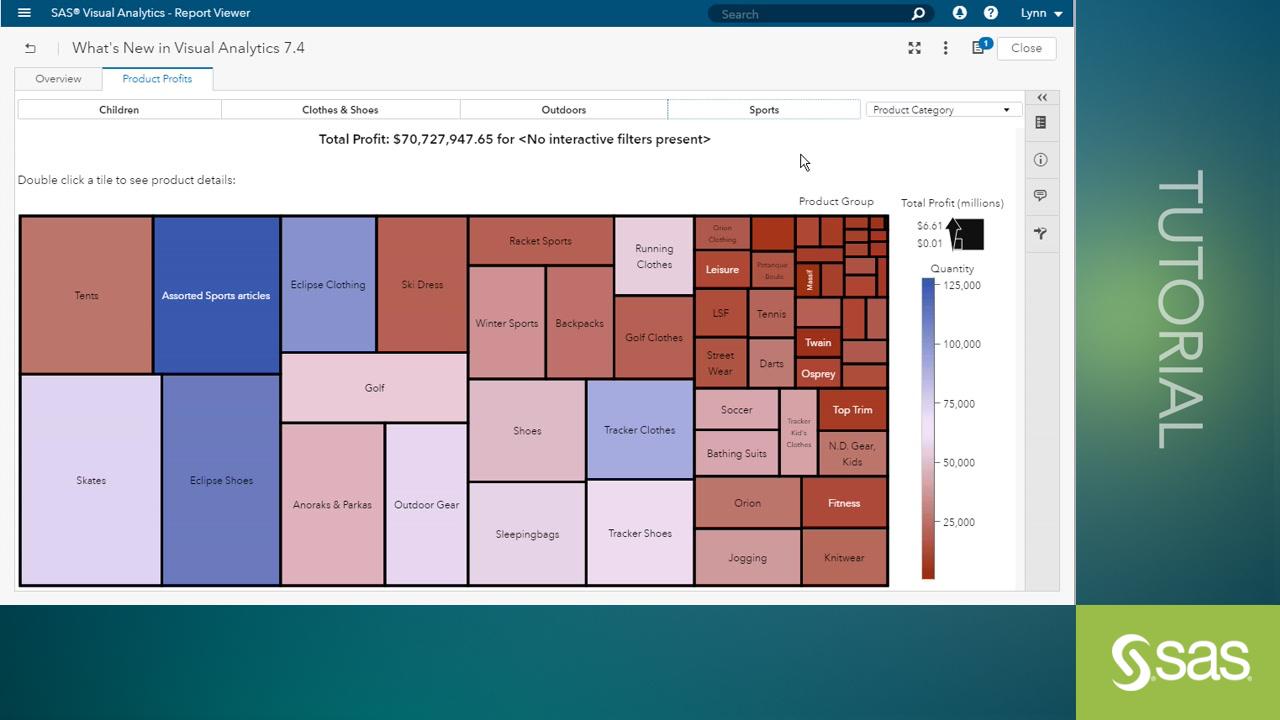 SAS® Visual Analytics - Report Viewer
Search
Lynn
What's New in Visual Analytics 7.4
1
Close
Overview
Product Profits
Children
Clothes & Shoes
Outdoors
Sports
Product Category
Total Profit: $70,727,947.65 for <No interactive filters present>
Double click a tile to see product details:
Product Group
Total Profit (millions)
$6.61
$0.01
Quantity
125,000
100,000
75,000
50,000
25,000
Tents
Assorted Sports articles
Skates
Eclipse Shoes
Eclipse Clothing
Ski Dress
Golf
Anoraks & Parkas
Outdoor Gear
Racket Sports
Running
Clothes
Winter Sports
Backpacks
Golf Clothes
Shoes
Tracker Clothes
Sleepingbags
Tracker Shoes
Orion
Clothing
Leisure
Petanque
Boule
Massif
LSF
Tennis
Twain
Street
Wear
Darts
Osprey
Soccer
Tracker
Kid's
Clothes
Top Trim
Bathing Suits
N.D. Gear,
Kids
Orion
Fitness
Jogging
Knitwear
TUTORIAL
sas